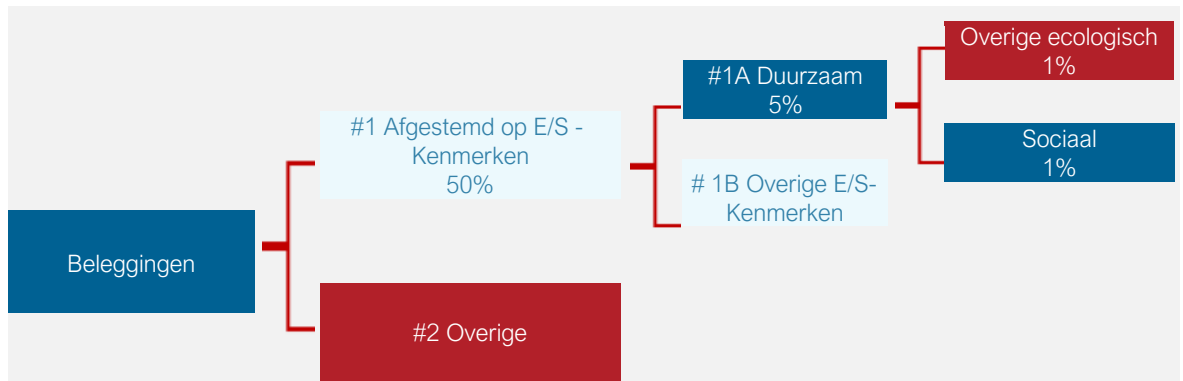 Beleggingen
#1 Afgestemd op E/S -
Kenmerken
50%
#2 Overige
#1A Duurzaam
5%
# 1B Overige E/S-
Kenmerken
Overige ecologisch
1%
Sociaal
1%